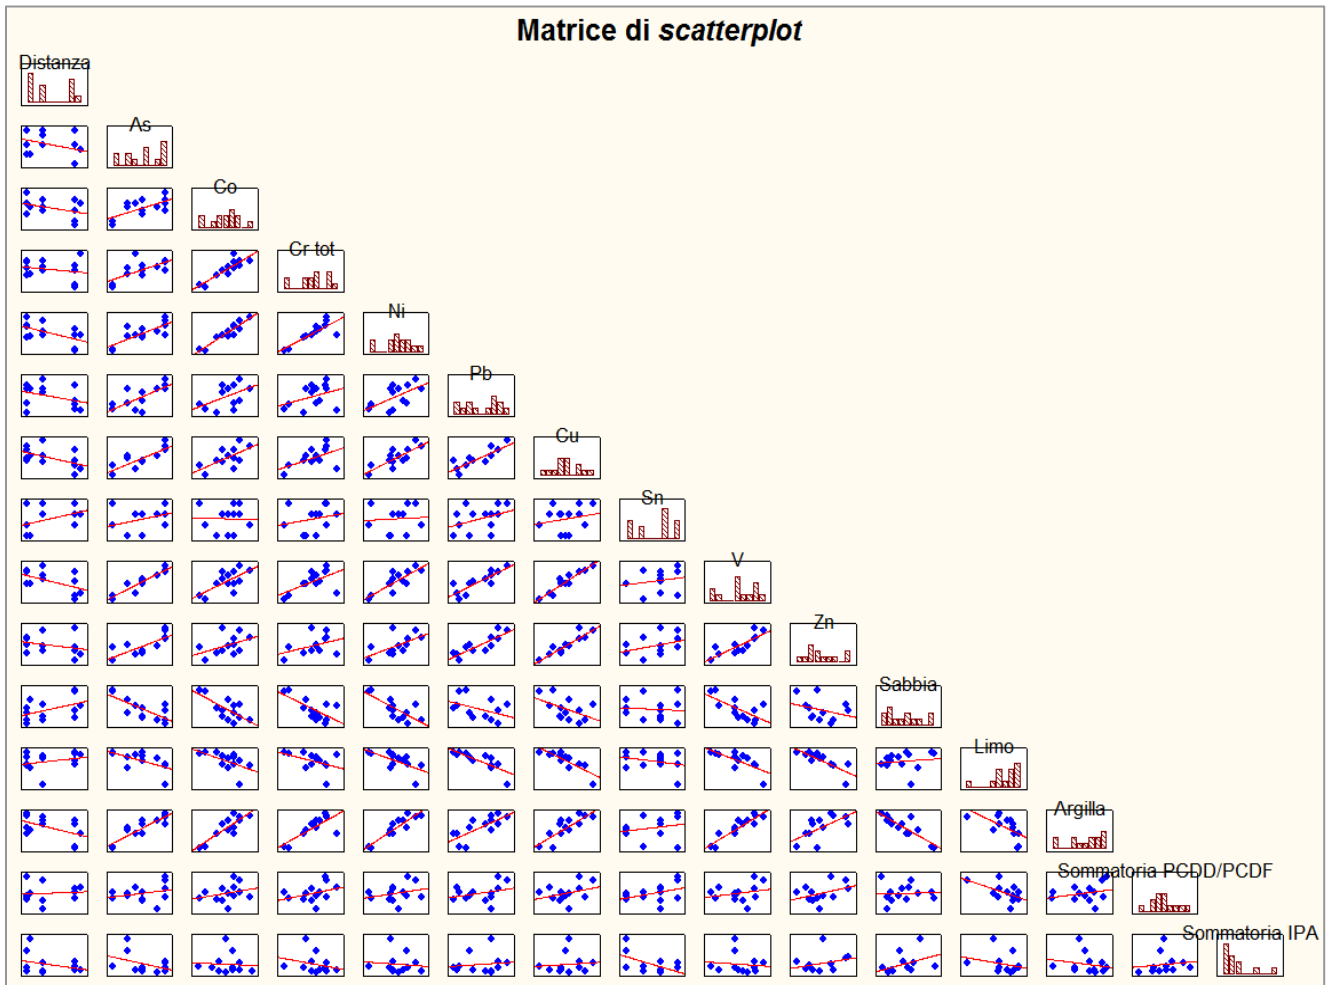 Matrice di scatterplot
Distanza
As
Co
Cr tot
Ni
Pb
Cu
Sn
V
Zn
Sabbia
Limo
Argilla
Sommatoria PCDD/PCDF
Sommatoria IPA